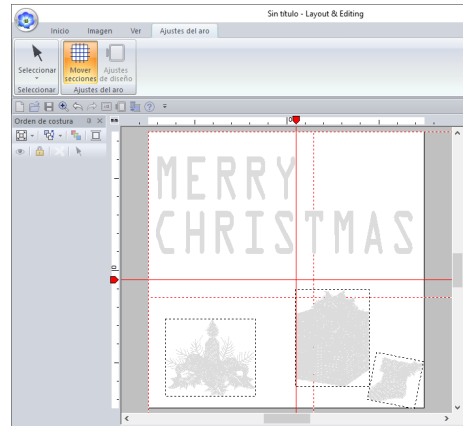 Sin título - Layout & Editing
Inicio Imagen Ver Ajustes del aro
Seleccionar
Mover secciones
Ajustes de diseño
Seleccionar Ajustes del aro
Orden de costura
MERRY
CHRISTMAS